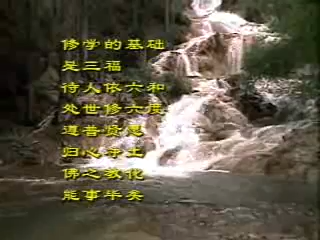 修学的基础
是三福
待人依六和
处世修六度
遵普贤愿
归心净土
佛之教化
能事毕矣